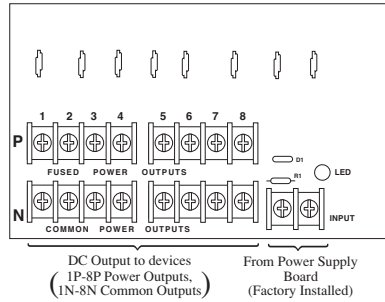 1 2 3 4 5 6 7 8
P
FUSED POWER OUTPUTS
D1
R1
LED
N
COMMON POWER OUTPUTS
INPUT
DC Output to devices
(1P-8P Power Outputs,
1N-8N Common Outputs)
From Power Supply
Board
(Factory Installed)